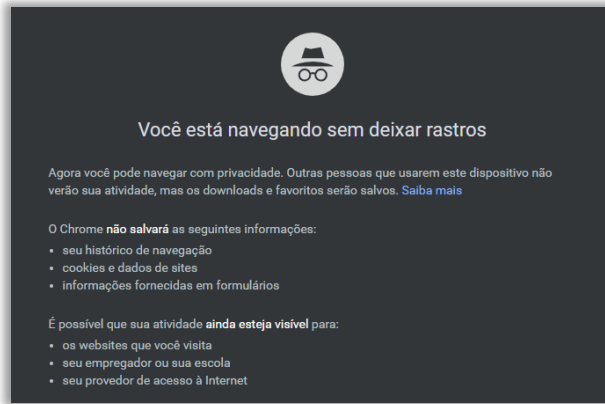 Você está navegando sem deixar rastros
Agora você pode navegar com privacidade. Outras pessoas que usarem este dispositivo não
verão sua atividade, mas os downloads e favoritos serão salvos. Saiba mais
O Chrome não salvará as seguintes informações:
• seu histórico de navegação
• cookies e dados de sites
• informações fornecidas em formulários
É possível que sua atividade ainda esteja visível para:
• os websites que você visita
• seu empregador ou sua escola
• seu provedor de acesso à Internet